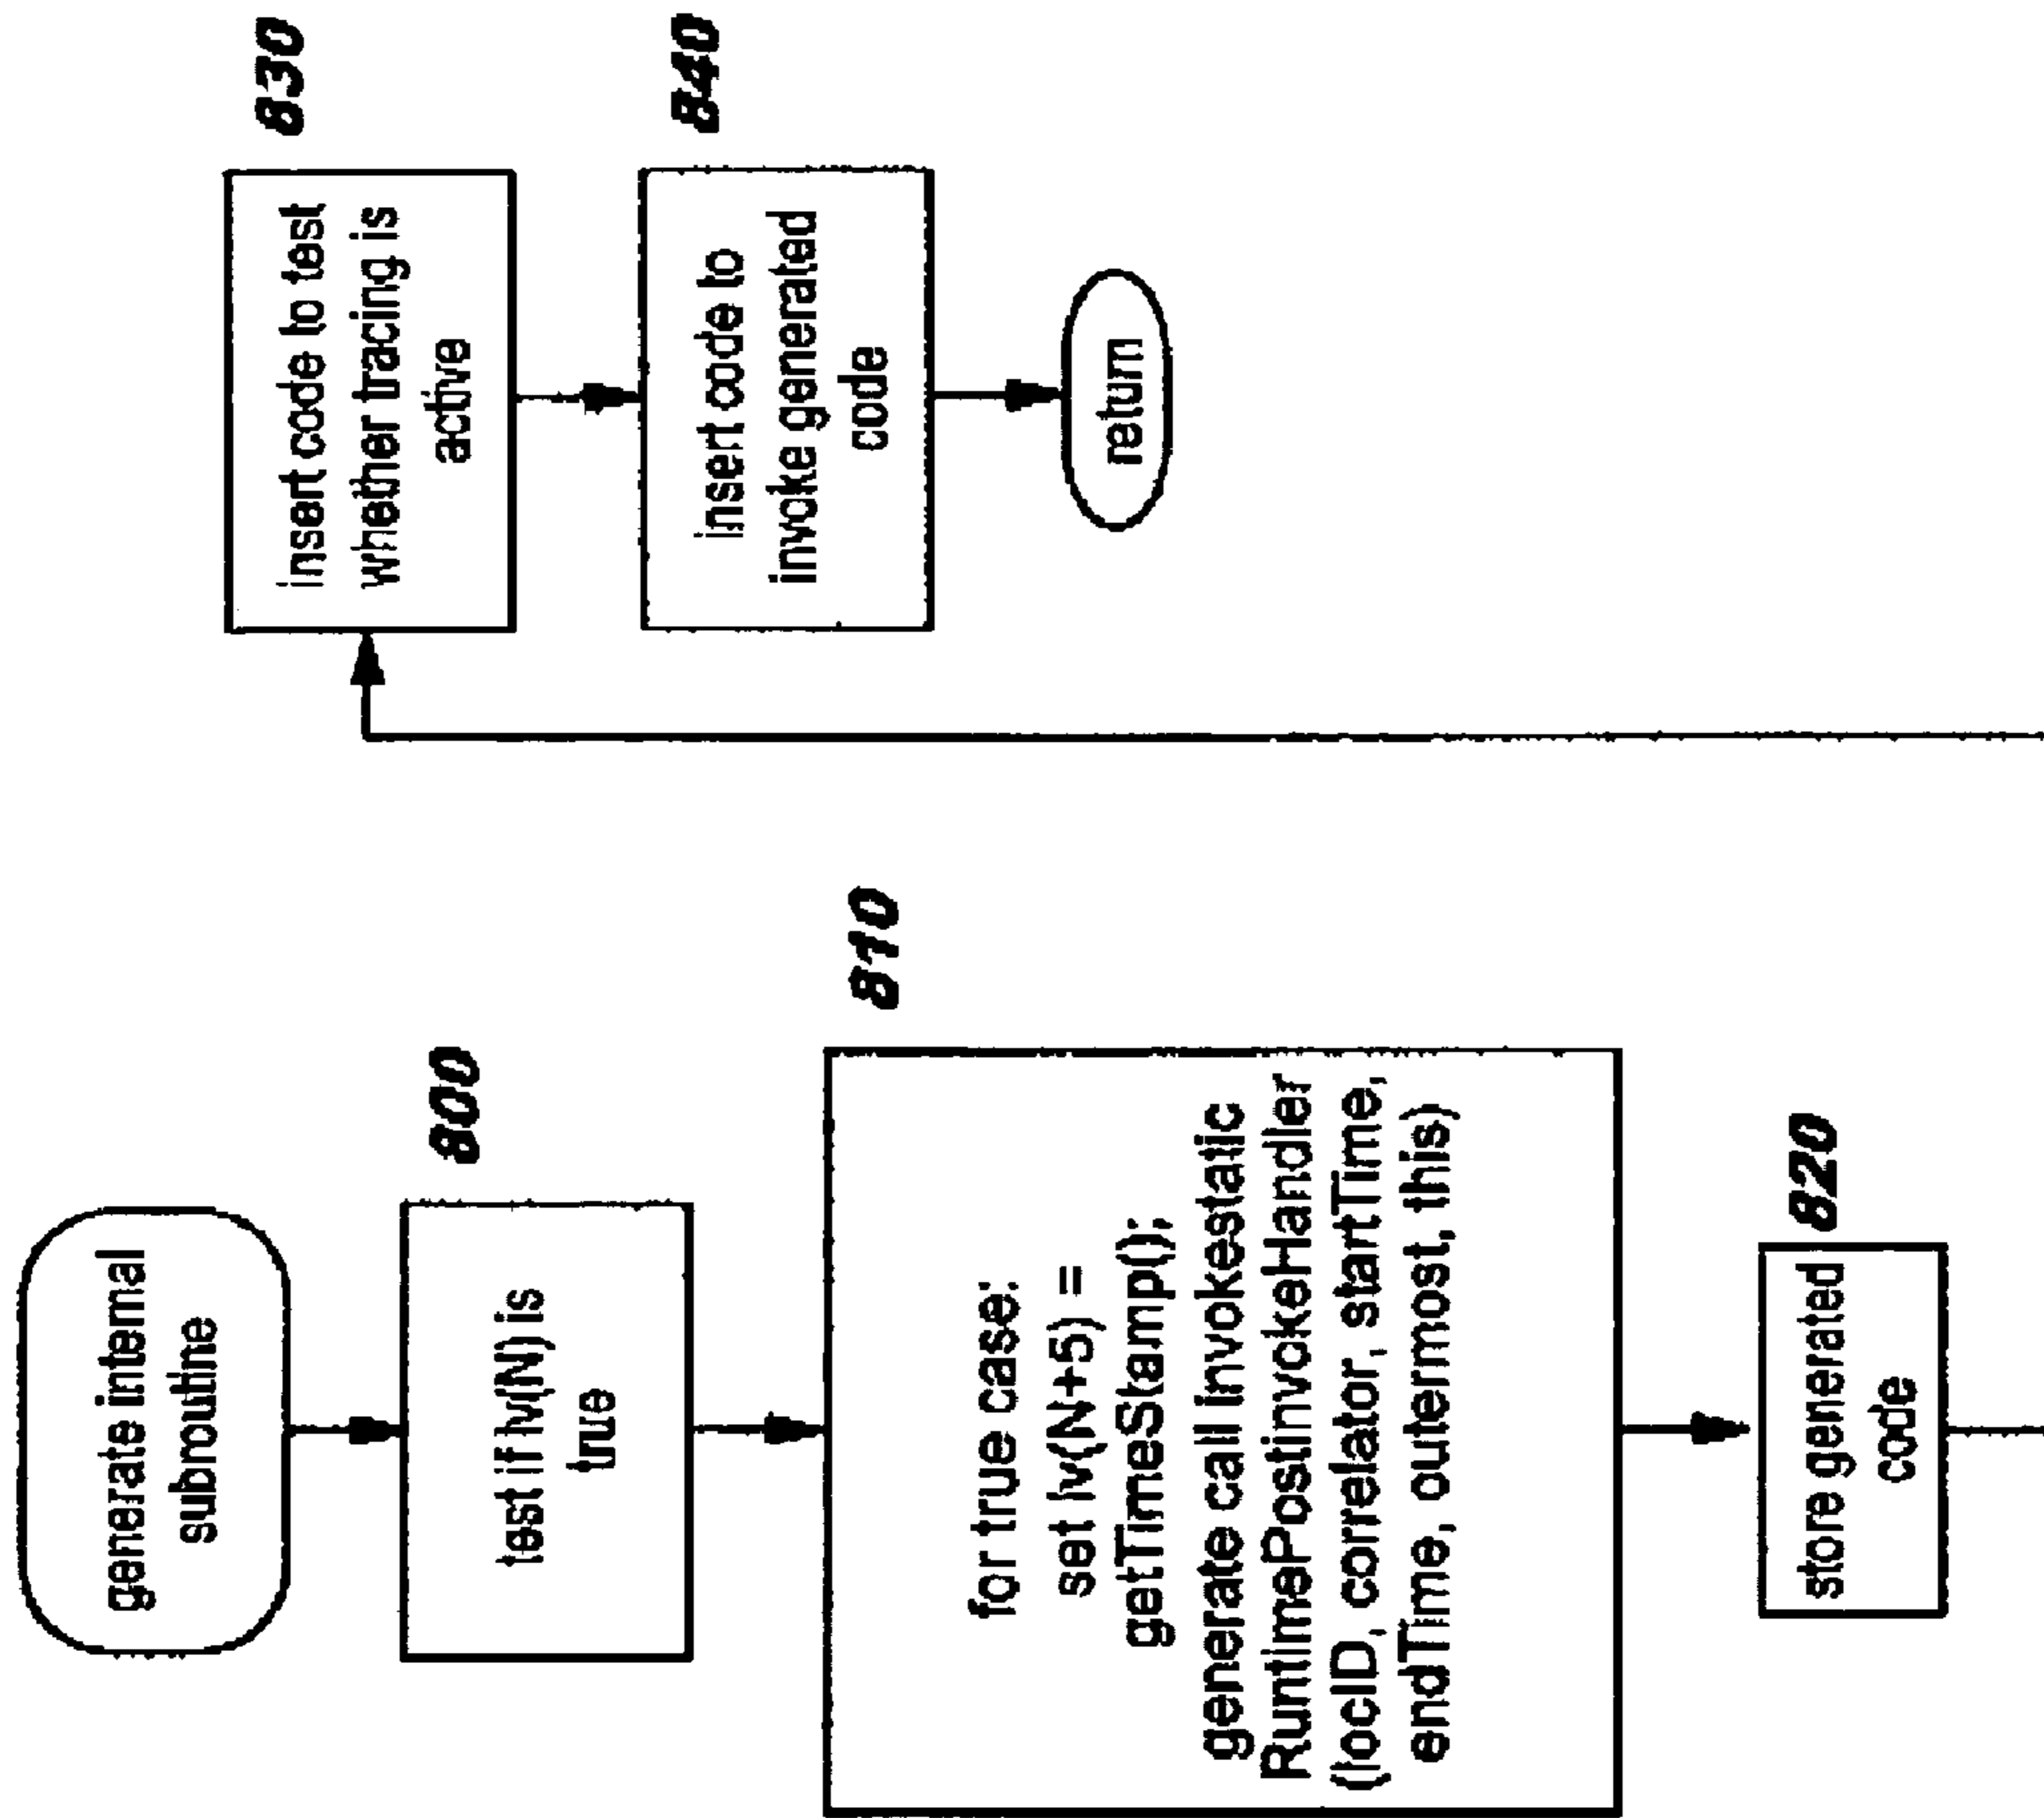 generate internal
subroutine
800
test if lv(N) is
true
810
for true case:
set lv(N+5) =
getTimeStamp();
generate call invokestatic
RuntimePostinvokeHandler
(locID, correlator, startTime,
endTime, outermost, this)
820
store generated
code
830
insert code to test
whether tracing is
active
840
insert code to
invoke generated
code
return